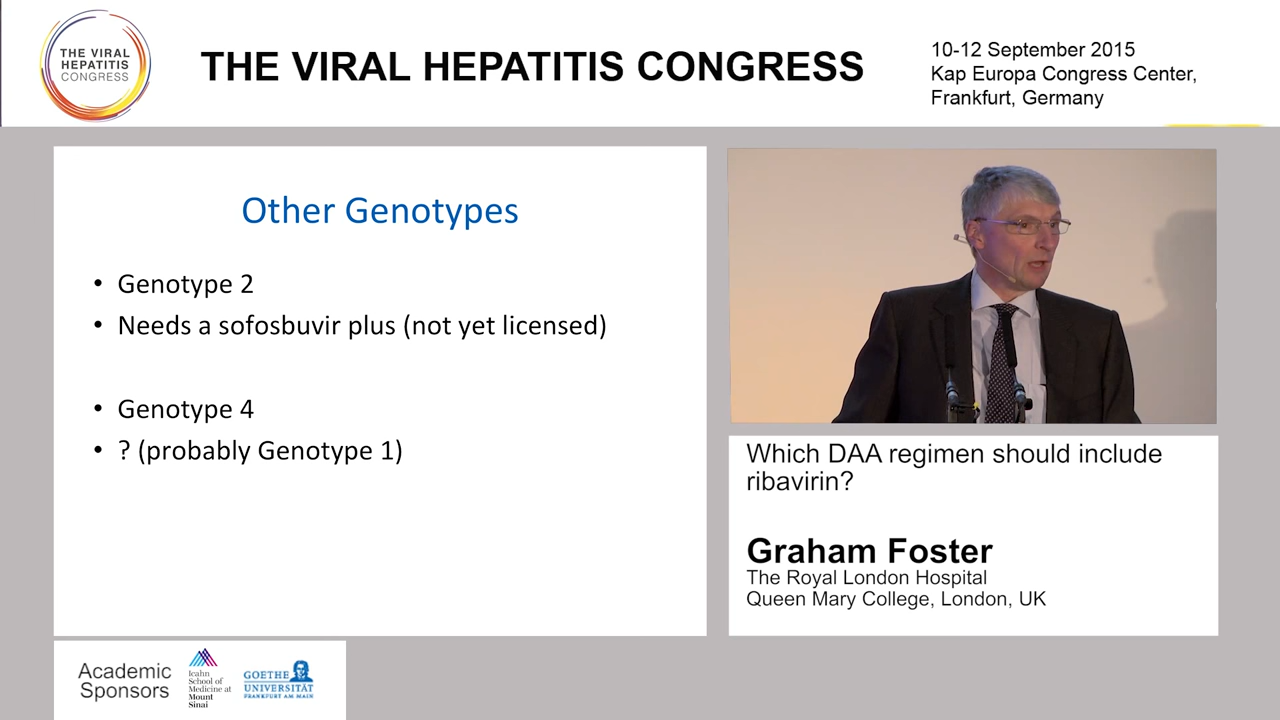 THE VIRAL
HEPATITIS
CONGRESS
THE VIRAL HEPATITIS CONGRESS
10-12 September 2015
Kap Europa Congress Center,
Frankfurt, Germany
Other Genotypes
• Genotype 2
• Needs a sofosbuvir plus (not yet licensed)
• Genotype 4
• ? (probably Genotype 1)
Which DAA regimen should include
ribavirin?
Graham Foster
The Royal London Hospital
Queen Mary College, London, UK
Academic
Sponsors
Icahn
School of
Medicine at
Mount
Sinai
GOETHE
UNIVERSITÄT
FRANKFURT AM MAIN